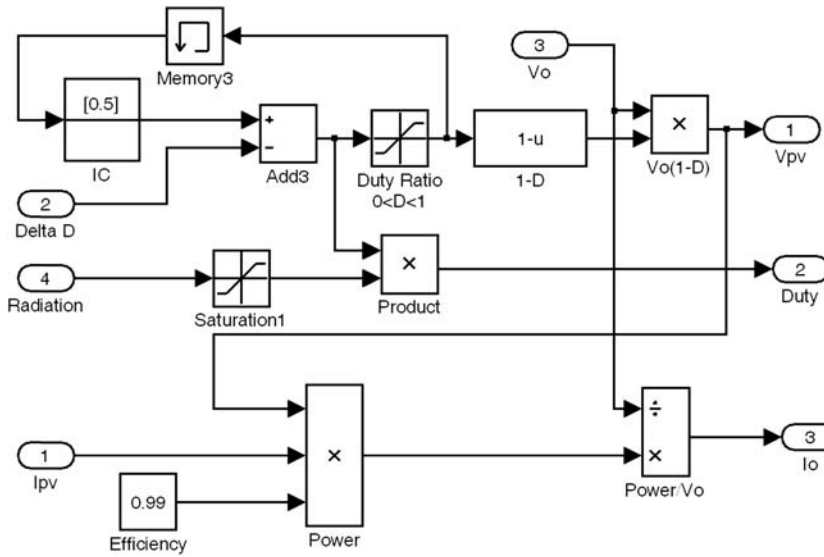 Memory3
3
Vo
[0.5]
IC
+
−
Add3
Duty Ratio
0<D<1
1-u
1-D
×
Vo(1-D)
1
Vpv
2
Delta D
4
Radiation
Saturation1
×
Product
2
Duty
1
Ipv
0.99
Efficiency
×
Power
÷
×
Power/Vo
3
Io